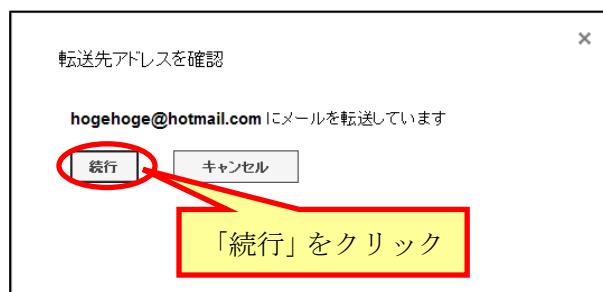 転送先アドレスを確認
×
hogehoge@hotmail.com にメールを転送しています
続行 キャンセル
「続行」をクリック